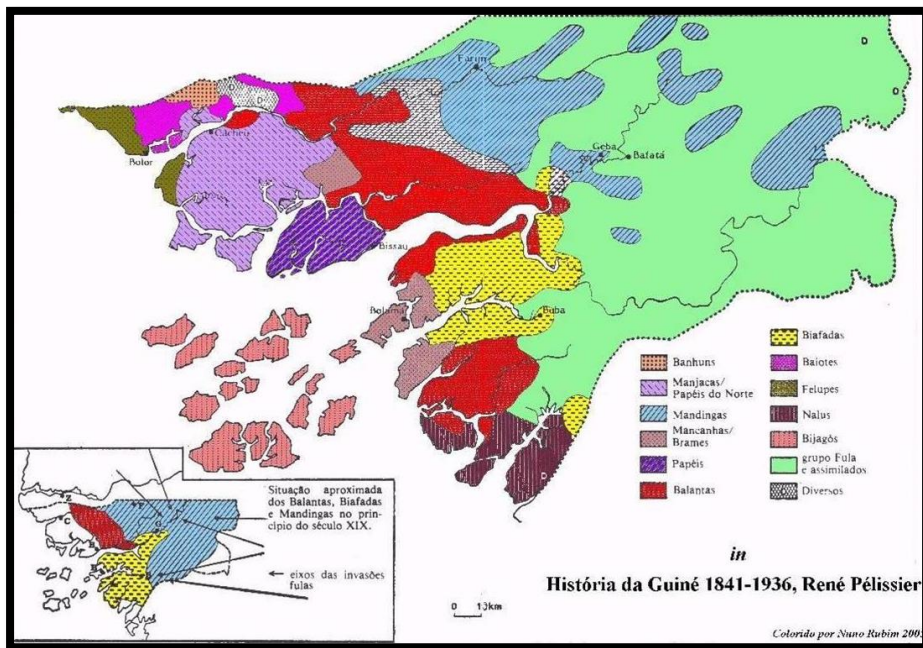 Farim
Cacheu
Bolor
Geba
Bafatá
Bissau
Bolama
Buba
Banhuns
Manjacas/
Papéis do Norte
Mandingas
Mancanhas/
Brames
Papéis
Balantas
Biafadas
Baiotes
Felupes
Nalus
Bijagós
grupo Fula
e assimilados
Diversos
Situação aproximada
dos Balantas, Biafadas
e Mandingas no prin-
cípio do século XIX.
eixos das invasões
fulas
in
História da Guiné 1841-1936, René Pélissier
Colorido por Nuno Rubim